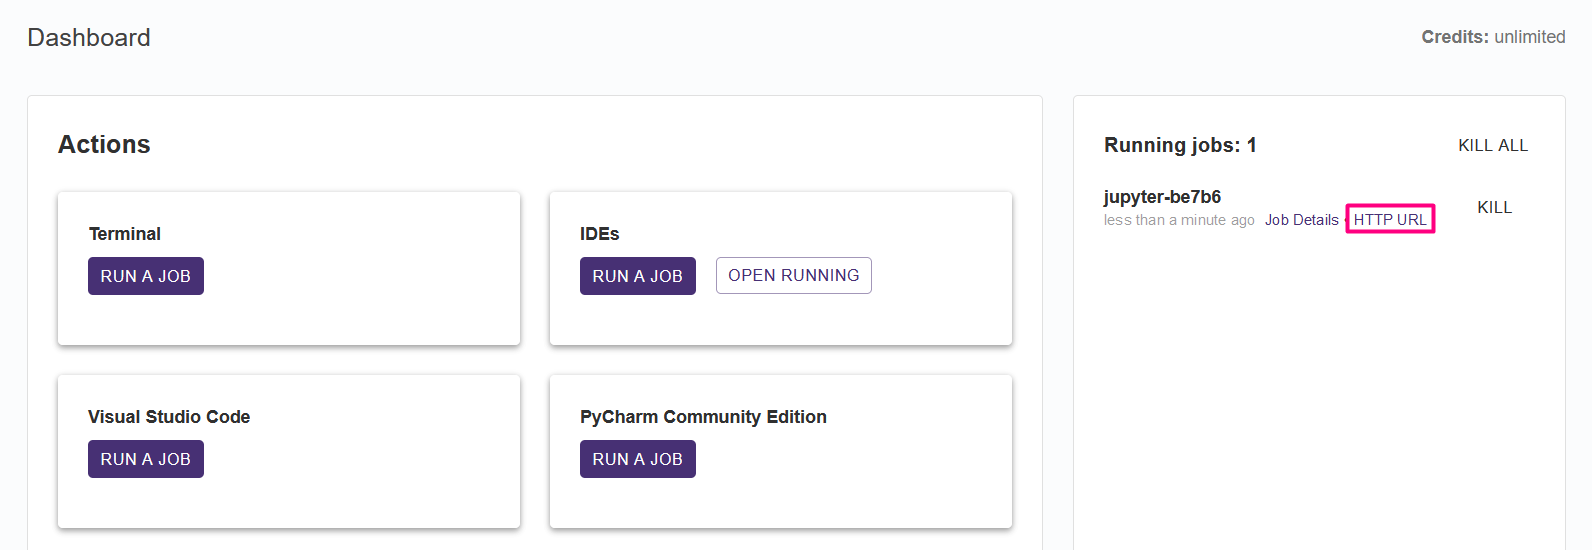 Dashboard
Credits: unlimited
Actions
Terminal
RUN A JOB
IDEs
RUN A JOB
OPEN RUNNING
Visual Studio Code
RUN A JOB
PyCharm Community Edition
RUN A JOB
Running jobs: 1
KILL ALL
jupyter-be7b6
less than a minute ago Job Details • HTTP URL
KILL